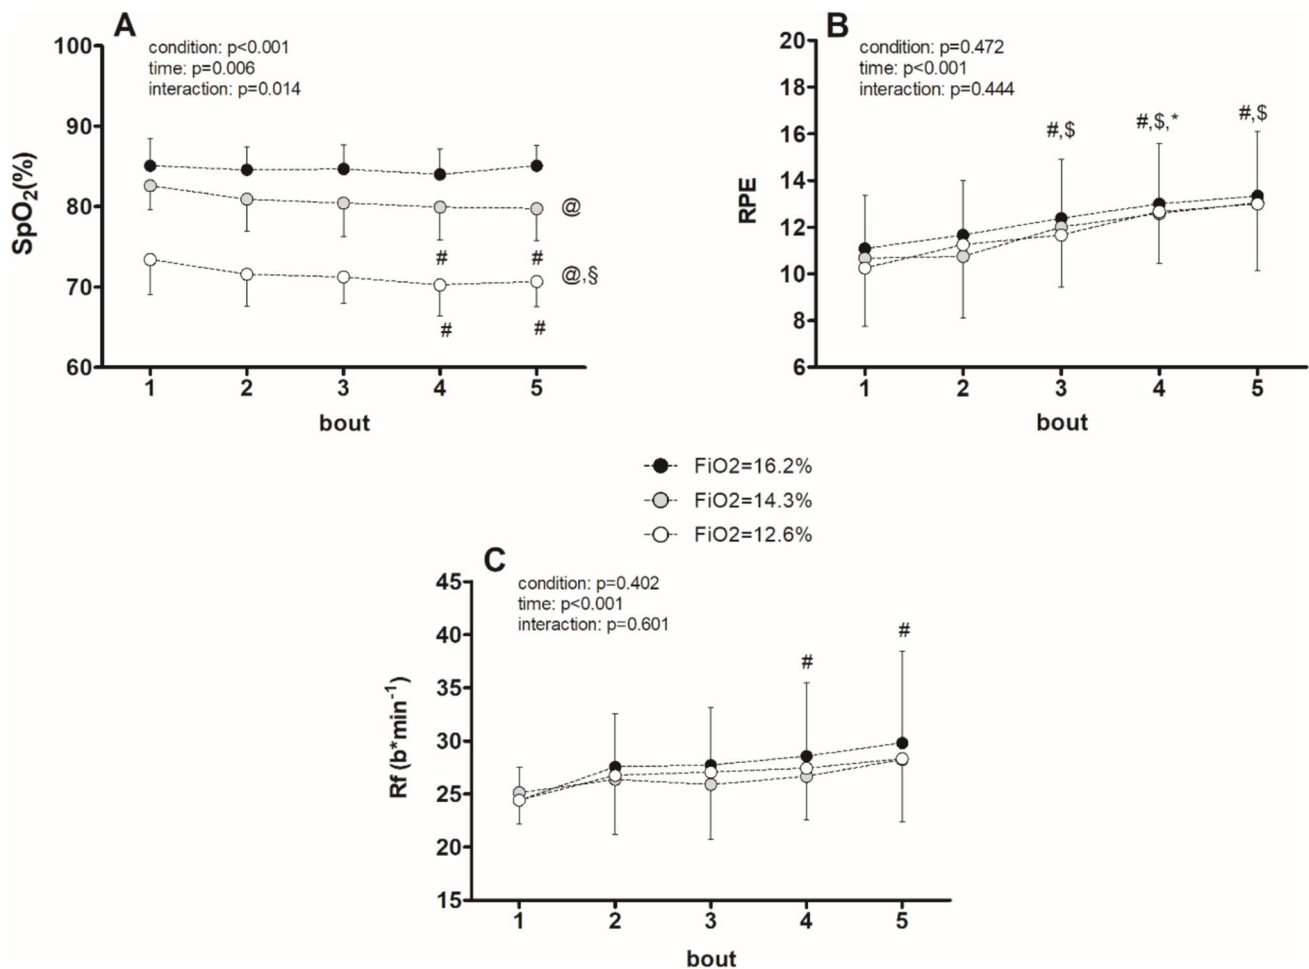 A
condition: p<0.001
time: p=0.006
interaction: p=0.014
SpO2(%)
100
90
80
70
60
@
# #
@,§
# #
1 2 3 4 5
bout
B
condition: p=0.472
time: p<0.001
interaction: p=0.444
RPE
20
18
16
14
12
10
8
6
#,$ #,$,* #,$
1 2 3 4 5
bout
FiO2=16.2%
FiO2=14.3%
FiO2=12.6%
C
condition: p=0.402
time: p<0.001
interaction: p=0.601
Rf (b*min-1)
45
40
35
30
25
20
15
# #
1 2 3 4 5
bout